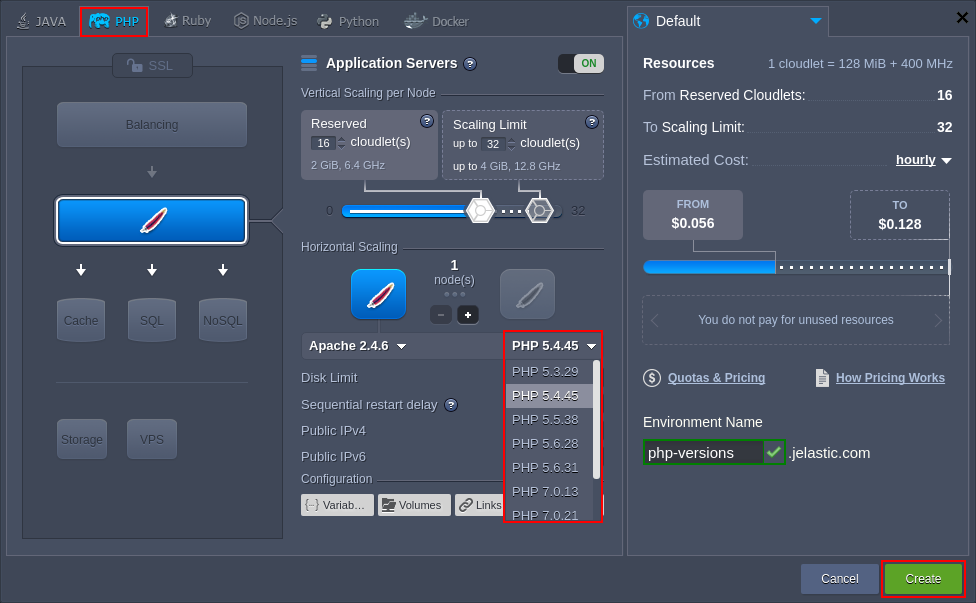 JAVA
PHP
Ruby
Node.js
Python
Docker
SSL
Balancing
Cache
SQL
NoSQL
Storage
VPS
Application Servers ?
ON
Vertical Scaling per Node
Reserved ?
16 cloudlet(s)
2 GiB, 6.4 GHz
Scaling Limit ?
up to 32 cloudlet(s)
up to 4 GiB, 12.8 GHz
0
32
Horizontal Scaling
1
node(s)
Apache 2.4.6
PHP 5.4.45
PHP 5.3.29
PHP 5.4.45
PHP 5.5.38
PHP 5.6.28
PHP 5.6.31
PHP 7.0.13
PHP 7.0.21
Disk Limit
Sequential restart delay ?
Public IPv4
Public IPv6
Configuration
Variab...
Volumes
Links
Default
Resources
1 cloudlet = 128 MiB + 400 MHz
From Reserved Cloudlets: 16
To Scaling Limit: 32
Estimated Cost: hourly
FROM
$0.056
TO
$0.128
You do not pay for unused resources
$ Quotas & Pricing
How Pricing Works
Environment Name
php-versions .jelastic.com
Cancel
Create